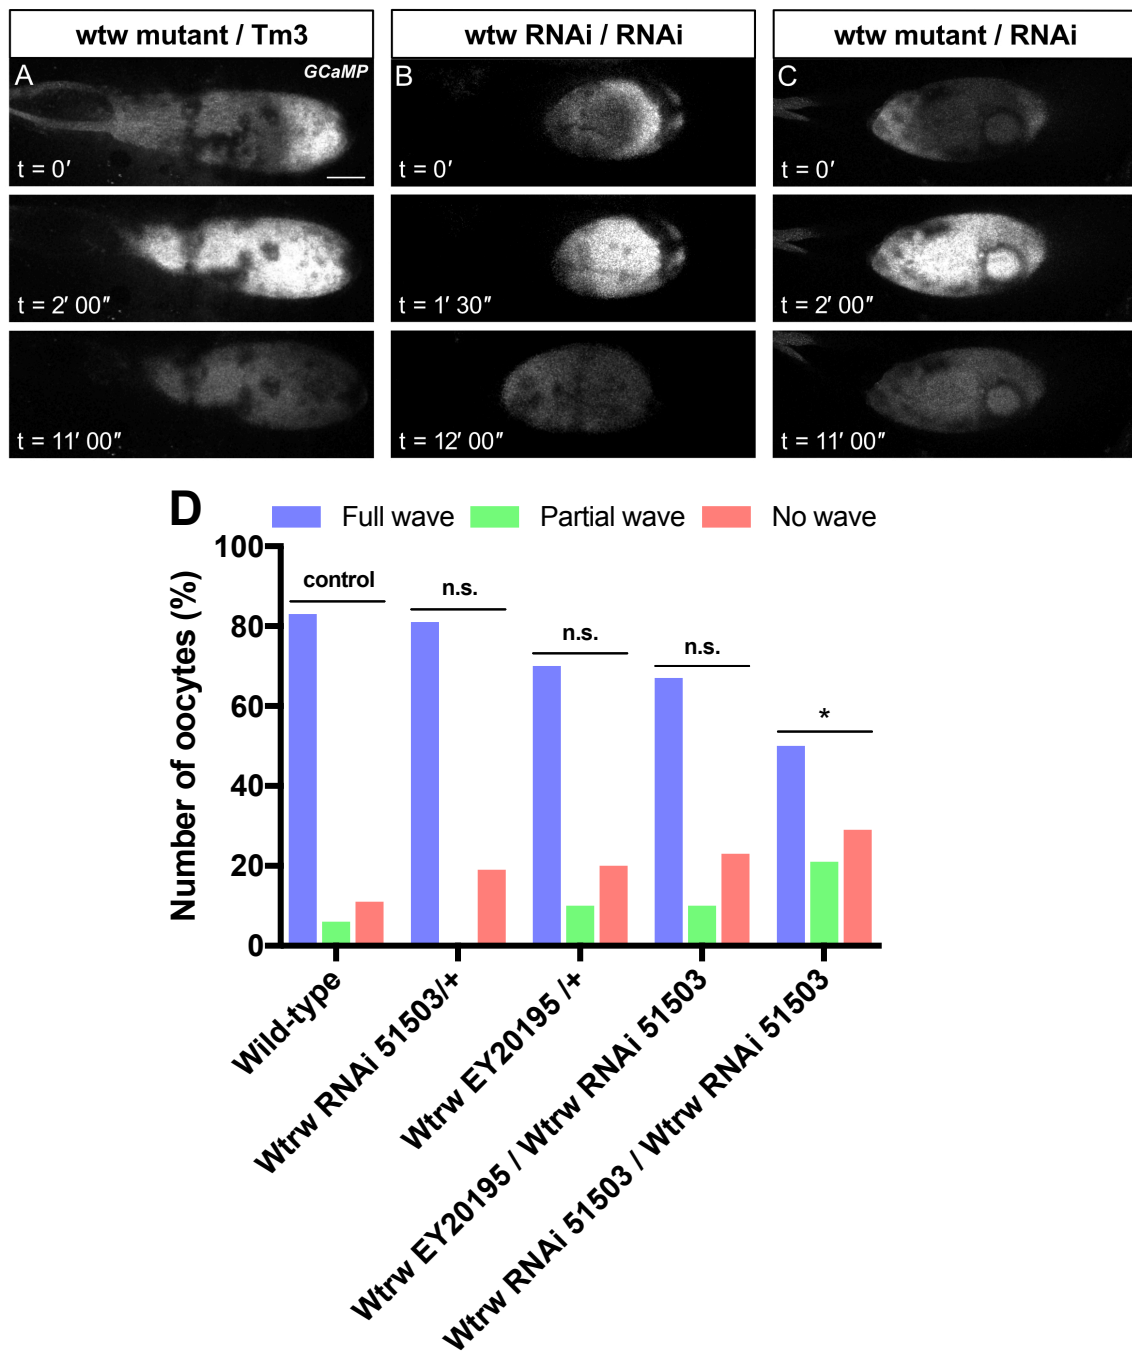 wtw mutant / Tm3
wtw RNAi / RNAi
wtw mutant / RNAi
A
GCaMP
B
C
t = 0′
t = 0′
t = 0′
t = 2′ 00″
t = 1′ 30″
t = 2′ 00″
t = 11′ 00″
t = 12′ 00″
t = 11′ 00″
D
Full wave
Partial wave
No wave
Number of oocytes (%)
100
80
60
40
20
0
control
n.s.
n.s.
n.s.
*
Wild-type
Wtrw RNAi 51503/+
Wtrw EY20195 /+
Wtrw EY20195 / Wtrw RNAi 51503
Wtrw RNAi 51503 / Wtrw RNAi 51503